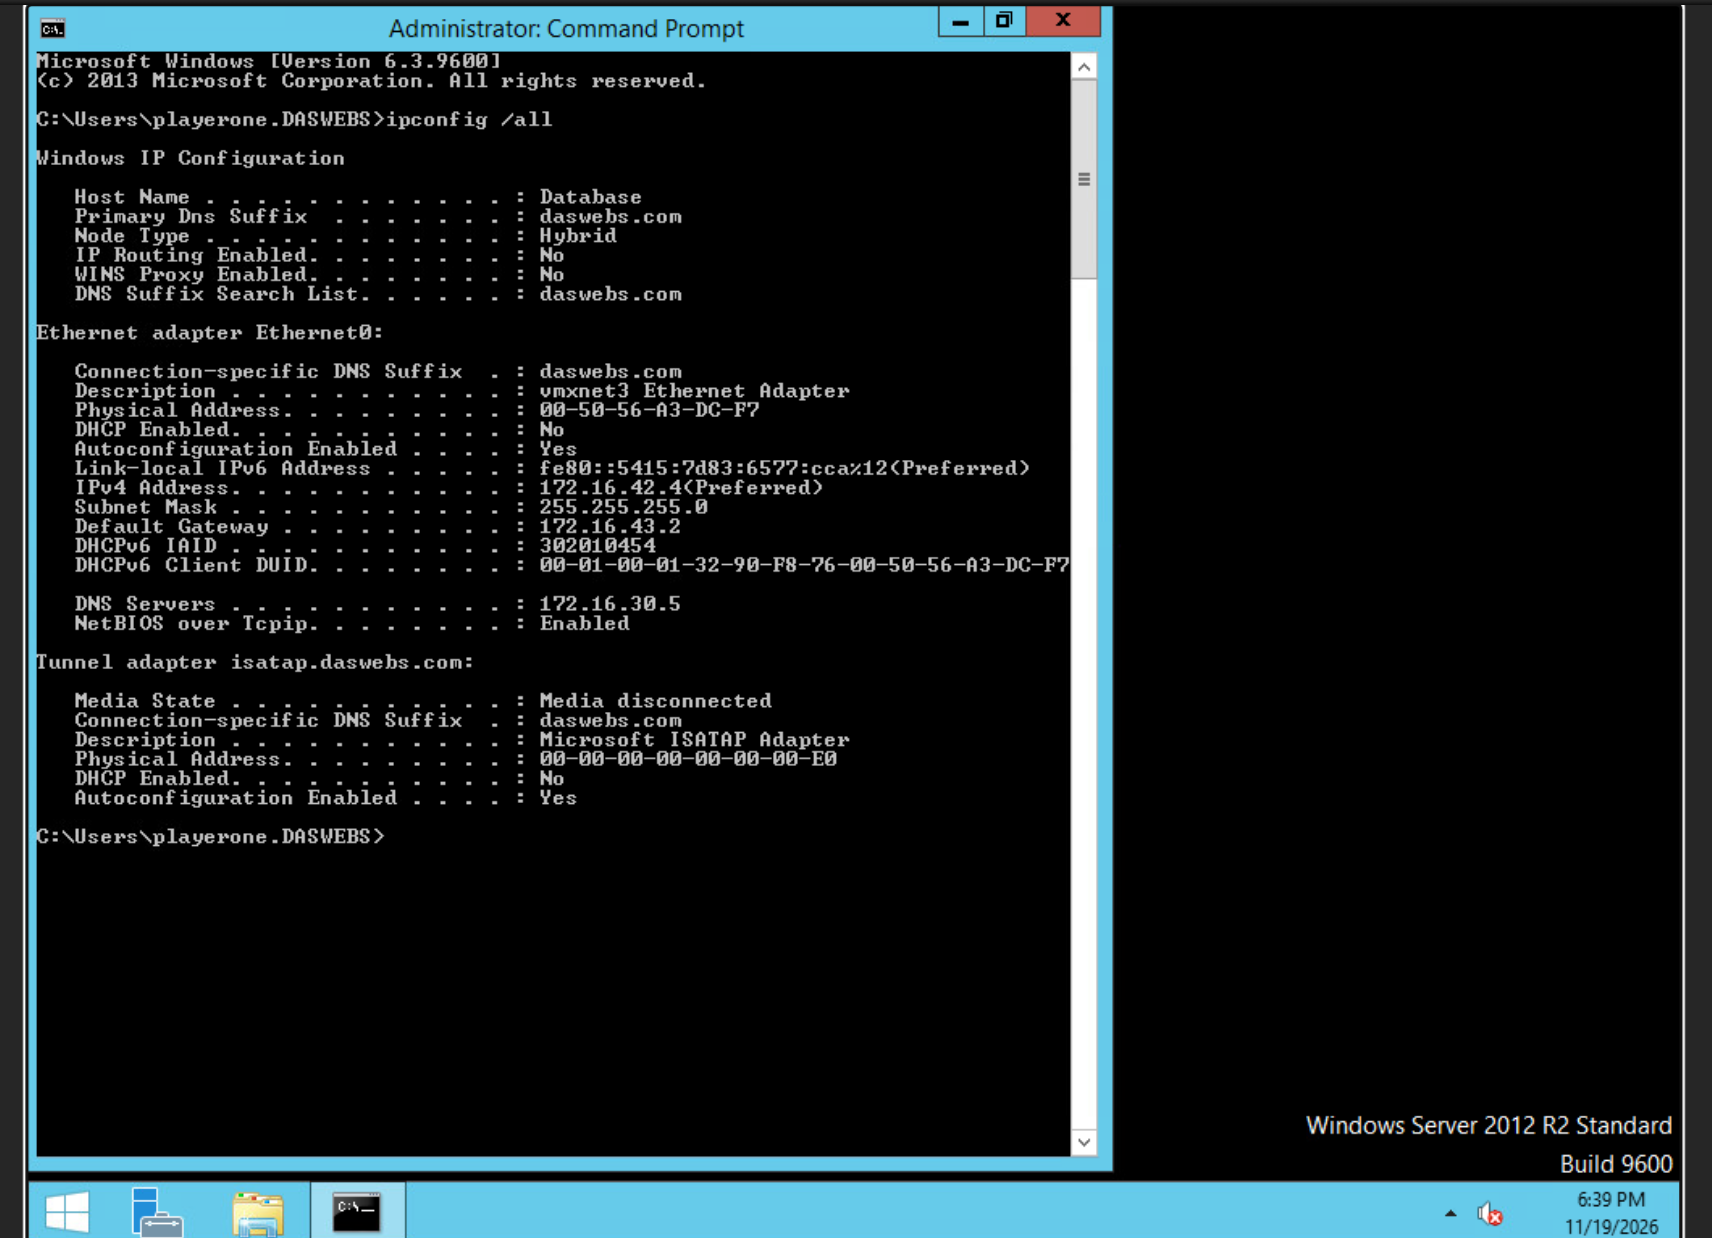 Administrator: Command Prompt
Microsoft Windows [Version 6.3.9600]
(c) 2013 Microsoft Corporation. All rights reserved.
C:\Users\playerone.DASWEBS>ipconfig /all
Windows IP Configuration
Host Name . . . . . . . . . . . . : Database
Primary Dns Suffix  . . . . . . . : daswebs.com
Node Type . . . . . . . . . . . . : Hybrid
IP Routing Enabled. . . . . . . . : No
WINS Proxy Enabled. . . . . . . . : No
DNS Suffix Search List. . . . . . : daswebs.com
Ethernet adapter Ethernet0:
Connection-specific DNS Suffix  . : daswebs.com
Description . . . . . . . . . . . : vmxnet3 Ethernet Adapter
Physical Address. . . . . . . . . : 00-50-56-A3-DC-F7
DHCP Enabled. . . . . . . . . . . : No
Autoconfiguration Enabled . . . . : Yes
Link-local IPv6 Address . . . . . : fe80::5415:7d83:6577:cca%12(Preferred)
IPv4 Address. . . . . . . . . . . : 172.16.42.4(Preferred)
Subnet Mask . . . . . . . . . . . : 255.255.255.0
Default Gateway . . . . . . . . . : 172.16.43.2
DHCPv6 IAID . . . . . . . . . . . : 302010454
DHCPv6 Client DUID. . . . . . . . : 00-01-00-01-32-90-F8-76-00-50-56-A3-DC-F7
DNS Servers . . . . . . . . . . . : 172.16.30.5
NetBIOS over Tcpip. . . . . . . . : Enabled
Tunnel adapter isatap.daswebs.com:
Media State . . . . . . . . . . . : Media disconnected
Connection-specific DNS Suffix  . : daswebs.com
Description . . . . . . . . . . . : Microsoft ISATAP Adapter
Physical Address. . . . . . . . . : 00-00-00-00-00-00-00-E0
DHCP Enabled. . . . . . . . . . . : No
Autoconfiguration Enabled . . . . : Yes
C:\Users\playerone.DASWEBS>
Windows Server 2012 R2 Standard
Build 9600
6:39 PM
11/19/2026